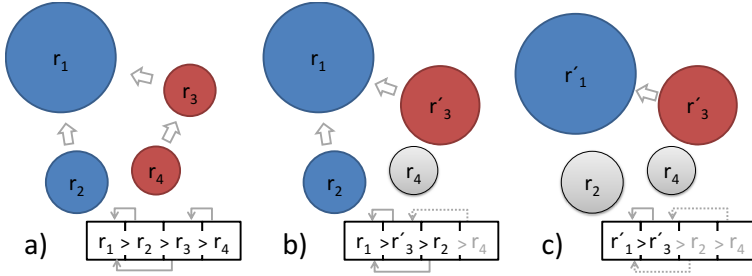 r1
r3
r2
r4
a)
r1 > r2 > r3 > r4
r1
r´3
r2
r4
b)
r1 > r´3 > r2 > r4
r´1
r´3
r2
r4
c)
r´1 > r´3 > r2 > r4